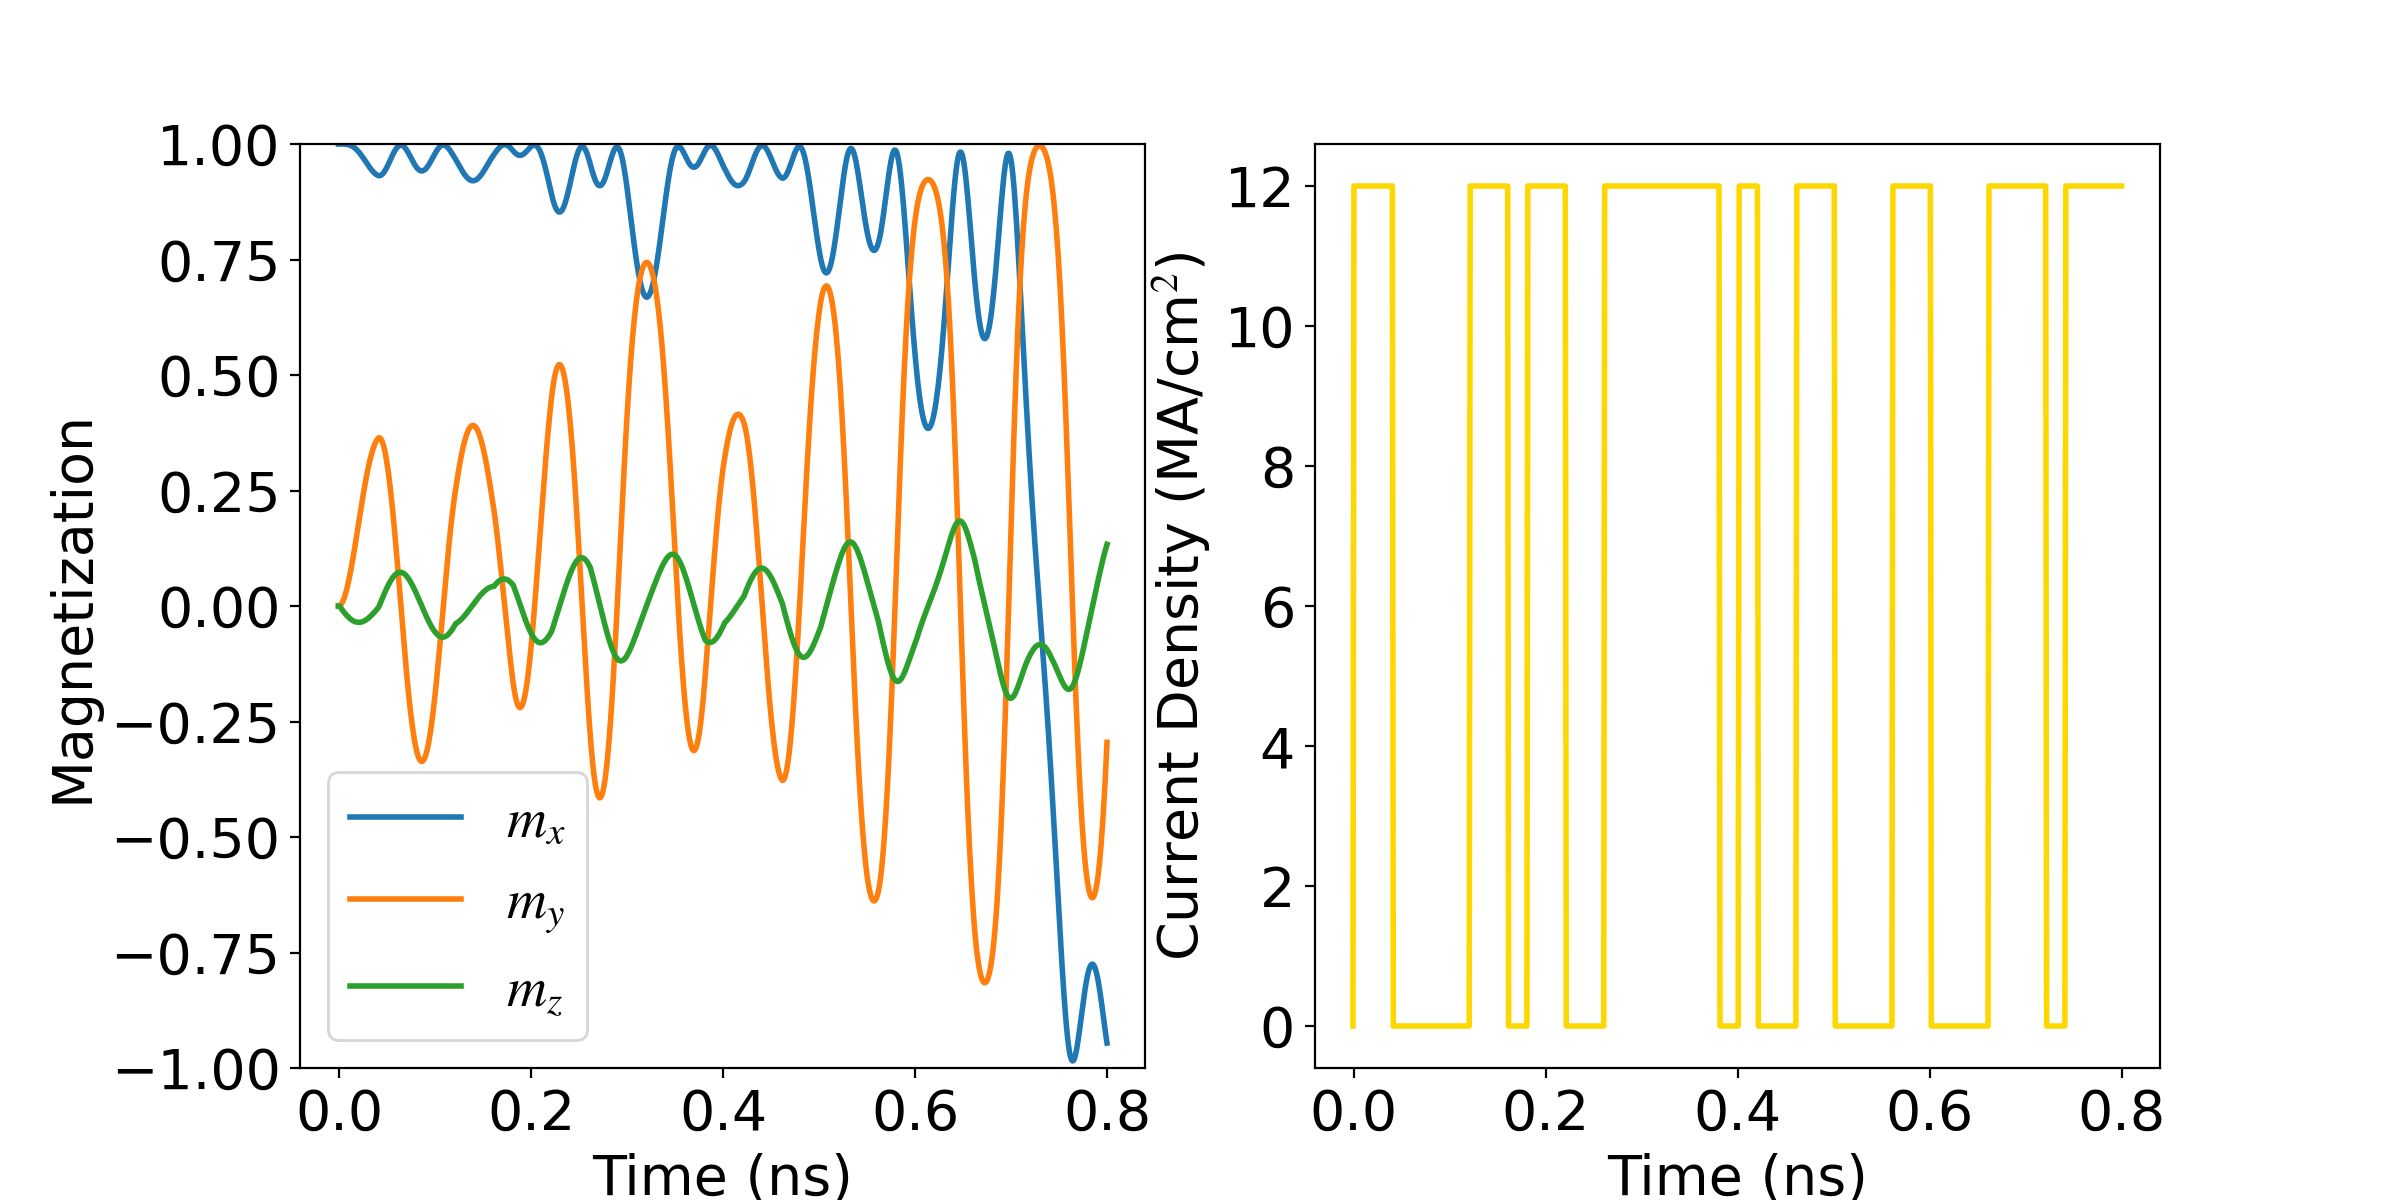 Magnetization
1.00
0.75
0.50
0.25
0.00
−0.25
−0.50
−0.75
−1.00
m_x
m_y
m_z
0.0 0.2 0.4 0.6 0.8
Time (ns)
Current Density (MA/cm²)
12
10
8
6
4
2
0
0.0 0.2 0.4 0.6 0.8
Time (ns)